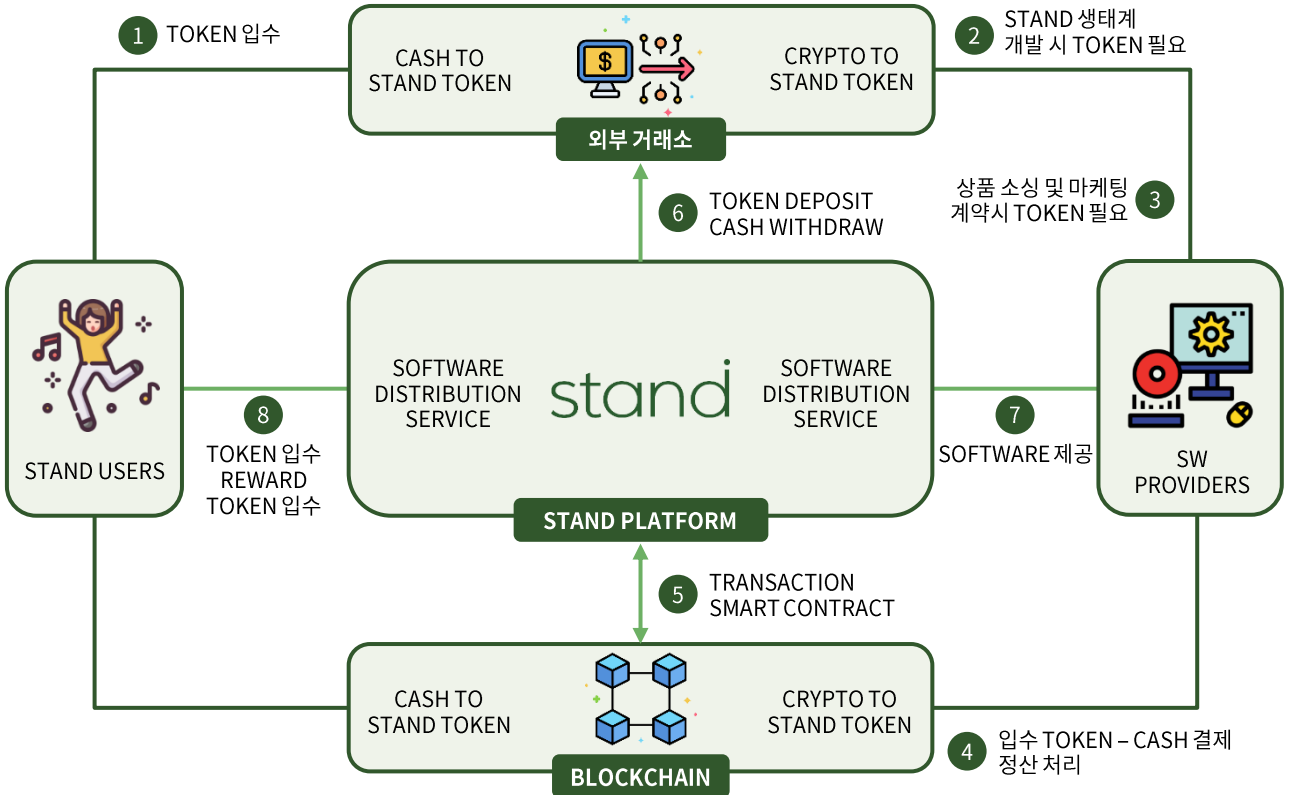 1
TOKEN 입수
CASH TO
STAND TOKEN
$
CRYPTO TO
STAND TOKEN
외부 거래소
2
STAND 생태계
개발 시 TOKEN 필요
상품 소싱 및 마케팅
계약시 TOKEN 필요
3
6
TOKEN DEPOSIT
CASH WITHDRAW
STAND USERS
8
TOKEN 입수
REWARD
TOKEN 입수
SOFTWARE
DISTRIBUTION
SERVICE
stand
SOFTWARE
DISTRIBUTION
SERVICE
STAND PLATFORM
7
SOFTWARE 제공
SW
PROVIDERS
5
TRANSACTION
SMART CONTRACT
CASH TO
STAND TOKEN
CRYPTO TO
STAND TOKEN
BLOCKCHAIN
4
입수 TOKEN – CASH 결제
정산 처리